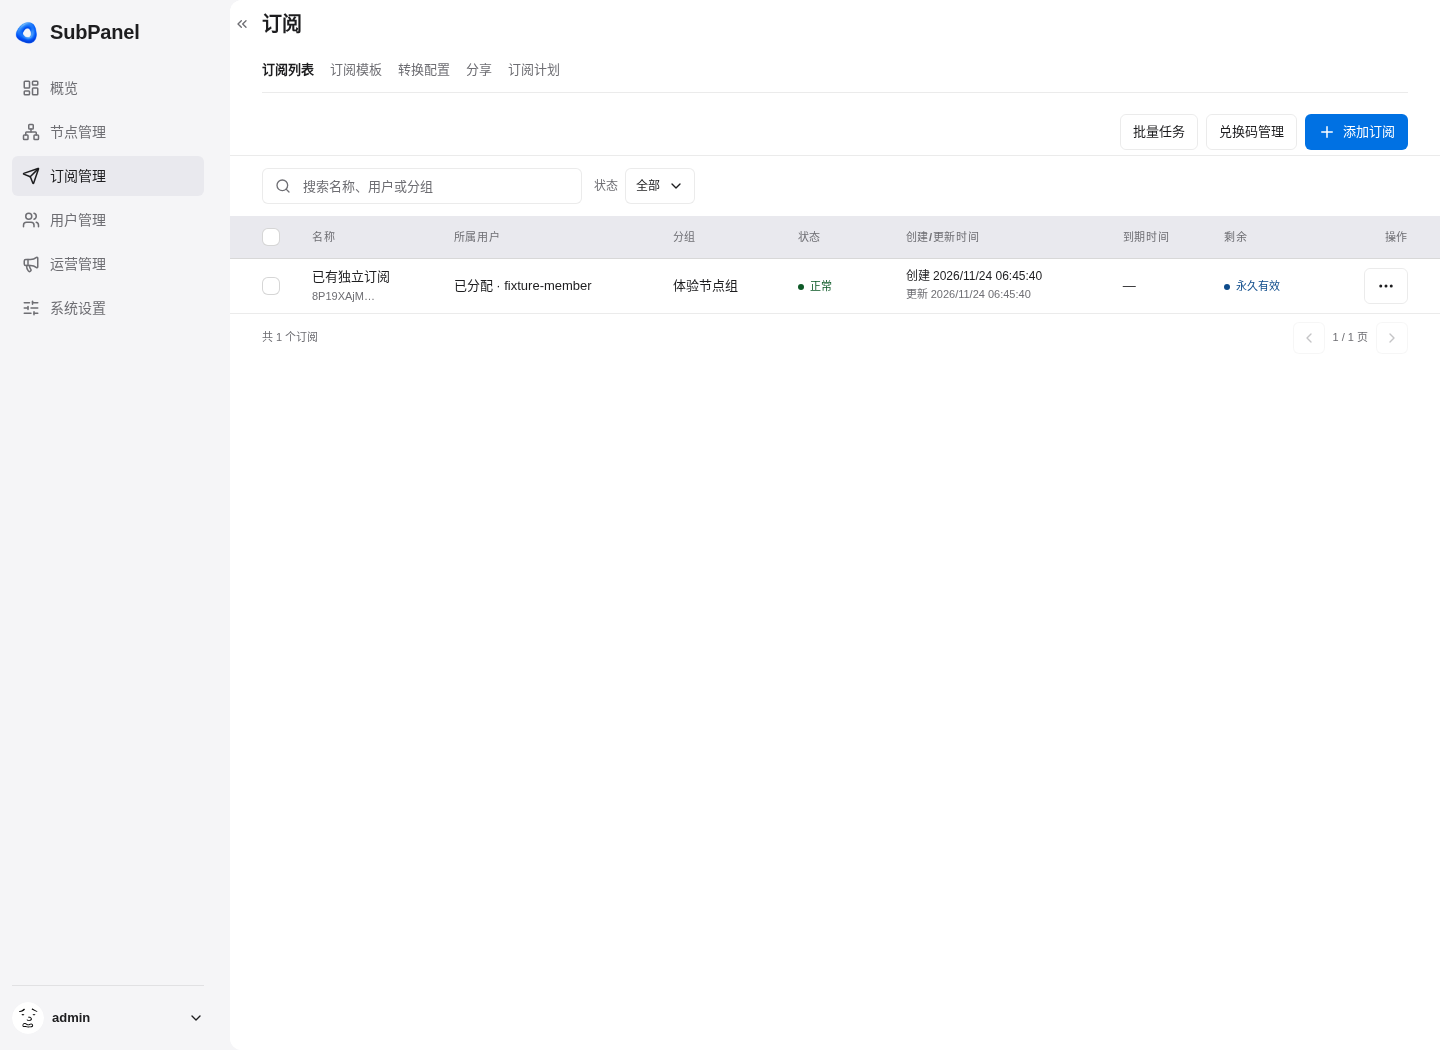 SubPanel
概览
节点管理
订阅管理
用户管理
运营管理
系统设置
admin
订阅
订阅列表 订阅模板 转换配置 分享 订阅计划
批量任务 兑换码管理 添加订阅
搜索名称、用户或分组 状态 全部
名称 所属用户 分组 状态 创建/更新时间 到期时间 剩余 操作
已有独立订阅 已分配 · fixture-member 体验节点组 正常 创建 2026/11/24 06:45:40 — 永久有效
8P19XAjM… 更新 2026/11/24 06:45:40
共 1 个订阅 1 / 1 页